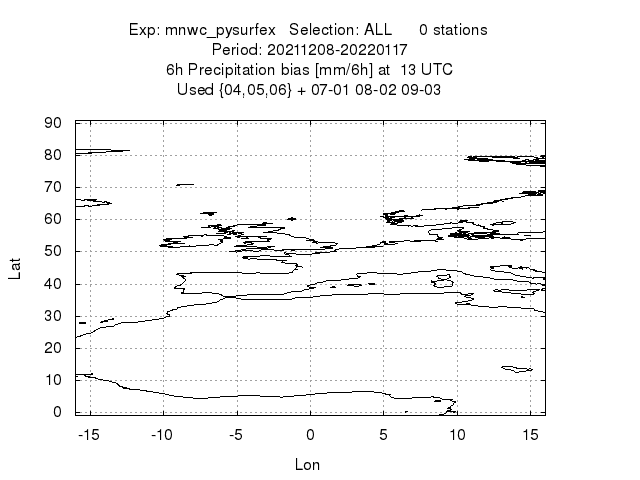 Exp: mnwc_pysurfex   Selection: ALL      0 stations
Period: 20211208-20220117
6h Precipitation bias [mm/6h] at  13 UTC
Used {04,05,06} + 07-01 08-02 09-03
90
80
70
60
50
40
30
20
10
0
Lat
-15 -10 -5 0 5 10 15
Lon